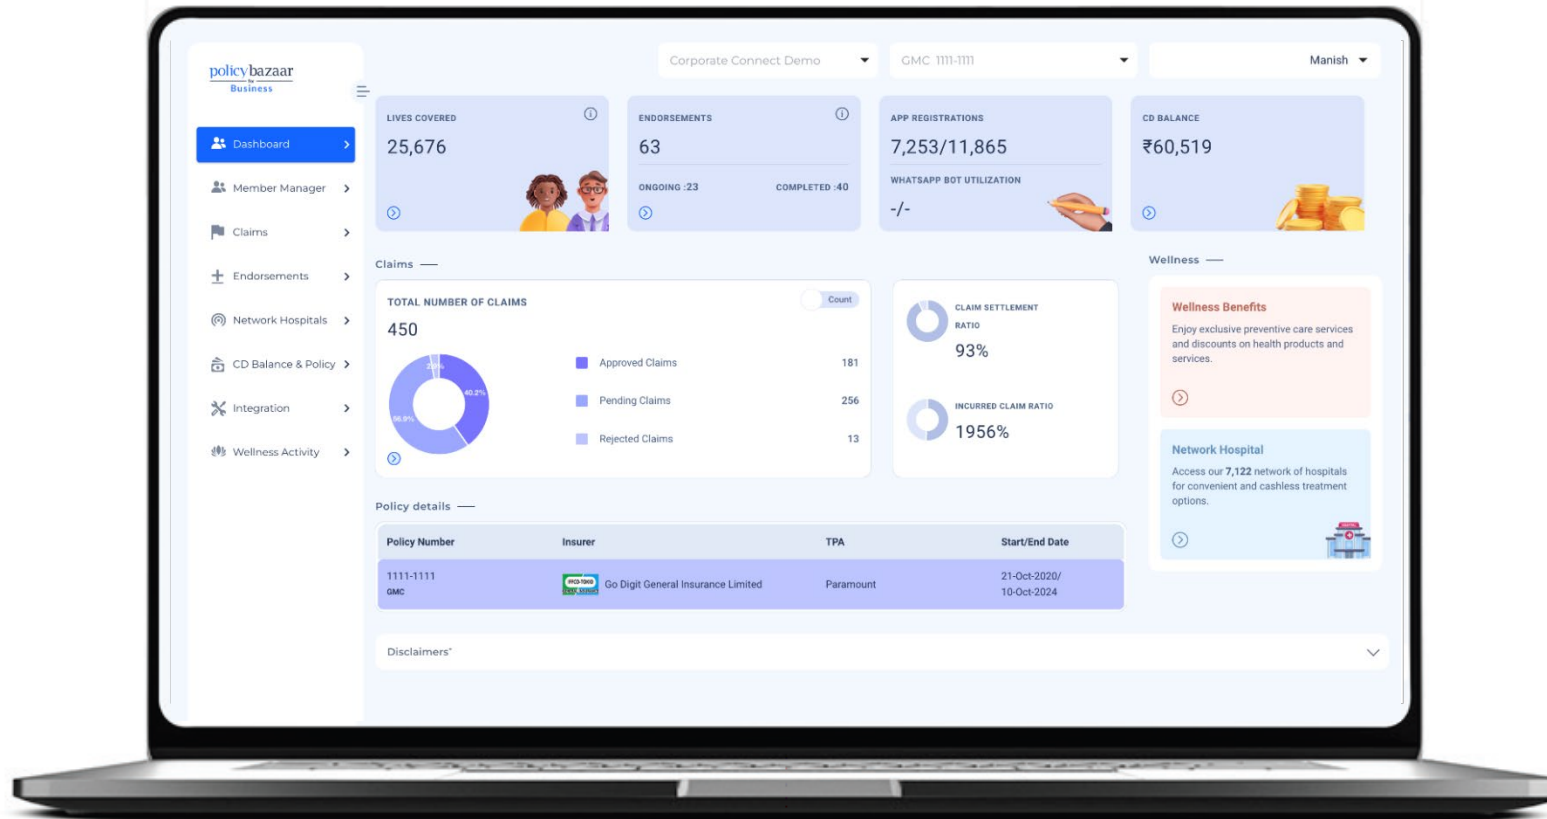 policybazaar
for
Business
Corporate Connect Demo
GMC 1111-1111
Manish
Dashboard
Member Manager
Claims
Endorsements
Network Hospitals
CD Balance & Policy
Integration
Wellness Activity
LIVES COVERED
25,676
ENDORSEMENTS
63
ONGOING :23
COMPLETED :40
APP REGISTRATIONS
7,253/11,865
WHATSAPP BOT UTILIZATION
-/-
CD BALANCE
₹60,519
Claims
TOTAL NUMBER OF CLAIMS
Count
450
2.9%
40.2%
56.9%
Approved Claims 181
Pending Claims 256
Rejected Claims 13
CLAIM SETTLEMENT
RATIO
93%
INCURRED CLAIM RATIO
1956%
Wellness
Wellness Benefits
Enjoy exclusive preventive care services
and discounts on health products and
services.
Network Hospital
Access our 7,122 network of hospitals
for convenient and cashless treatment
options.
Policy details
Policy Number Insurer TPA Start/End Date
1111-1111
GMC
IFFCO-TOKIO
Go Digit General Insurance Limited
Paramount
21-Oct-2020/
10-Oct-2024
Disclaimers*